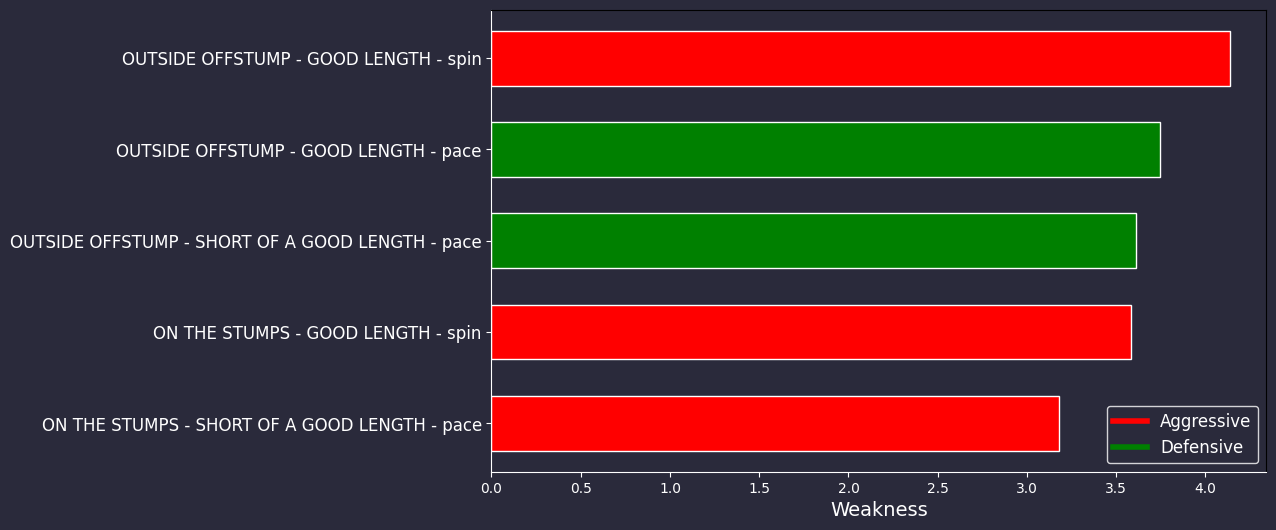 OUTSIDE OFFSTUMP - GOOD LENGTH - spin
OUTSIDE OFFSTUMP - GOOD LENGTH - pace
OUTSIDE OFFSTUMP - SHORT OF A GOOD LENGTH - pace
ON THE STUMPS - GOOD LENGTH - spin
ON THE STUMPS - SHORT OF A GOOD LENGTH - pace
Aggressive
Defensive
0.0 0.5 1.0 1.5 2.0 2.5 3.0 3.5 4.0
Weakness